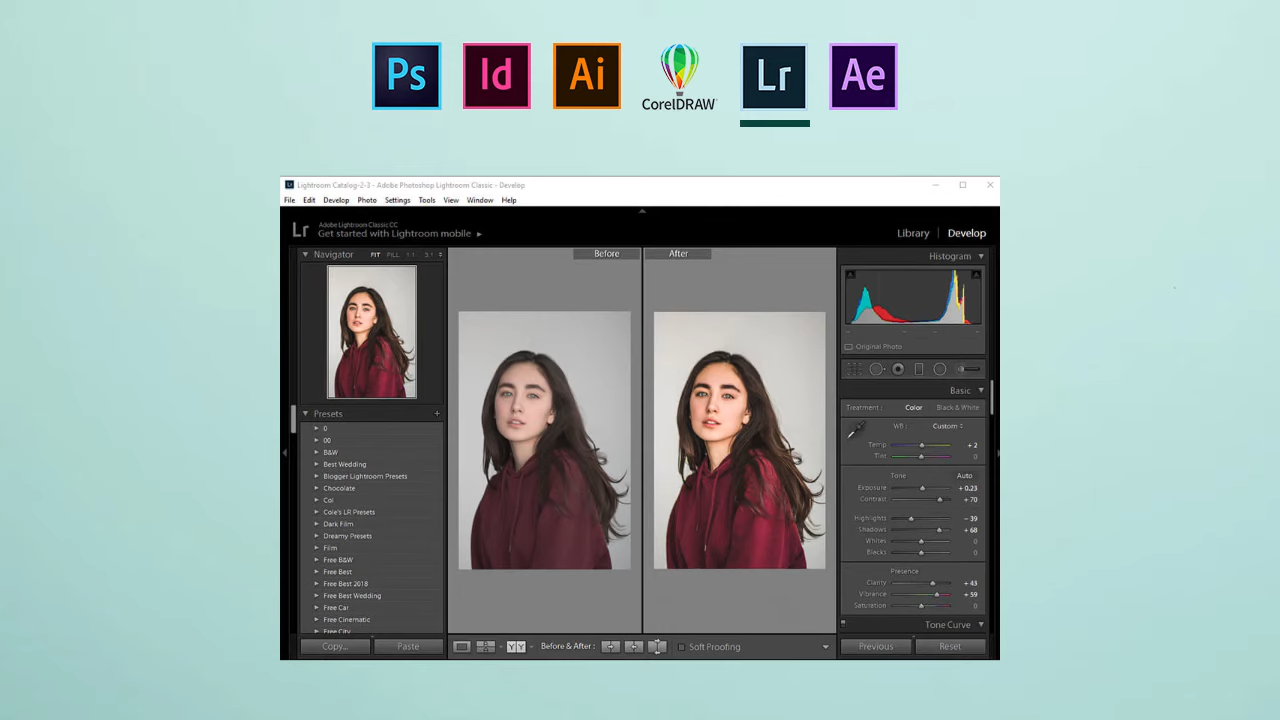 Ps Id Ai CorelDRAW Lr Ae
Lightroom Catalog-2-3 - Adobe Photoshop Lightroom Classic - Develop
File Edit Develop Photo Settings Tools View Window Help
Lr Adobe Lightroom Classic CC
Get started with Lightroom mobile
Library | Develop
Navigator FIT FILL 1:1 3:1
Presets +
0
00
B&W
Best Wedding
Blogger Lightroom Presets
Chocolate
Col
Cole's LR Presets
Dark Film
Dreamy Presets
Film
Free B&W
Free Best
Free Best 2018
Free Best Wedding
Free Car
Free Cinematic
Free City
Copy... Paste
Before After
Y Y Before & After : Soft Proofing
Histogram
Original Photo
Basic
Treatment : Color Black & White
WB : Custom
Temp + 2
Tint 0
Tone Auto
Exposure + 0.23
Contrast + 70
Highlights − 39
Shadows + 68
Whites 0
Blacks 0
Presence
Clarity + 43
Vibrance + 59
Saturation 0
Tone Curve
Previous Reset